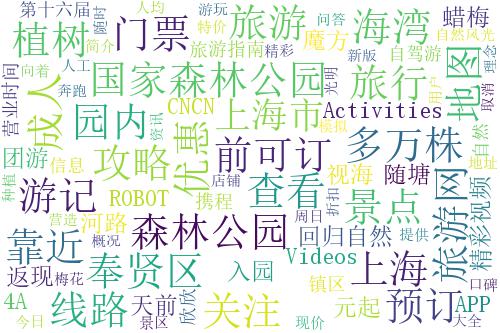 第十六届
人均
游玩
问答
海湾
蜡梅
植树
随时
门票
特价
旅游
自然风光
简介
旅游指南
精彩
魔方
自驾游
新版
理念
营业时间
向着
人工
国家森林公园
光明
旅行
地图
取消
成人
奔跑
CNCN
上海市
Activities
用户
园内
资讯
优惠
模拟
多万株
自然
团游
信息
攻略
前可订
随塘
地址
种植
ROBOT
店铺
视海
旅游网
精彩视频
游记
携程
查看
折扣
景点
河路
森林公园
周日
回归自然
提供
靠近
营造
概况
Videos
口碑
返现
梅花
奉贤区
入园
镇区
上海
4A
线路
天前
欣欣
元起
预订
APP
今日
景区
关注
现价
大全